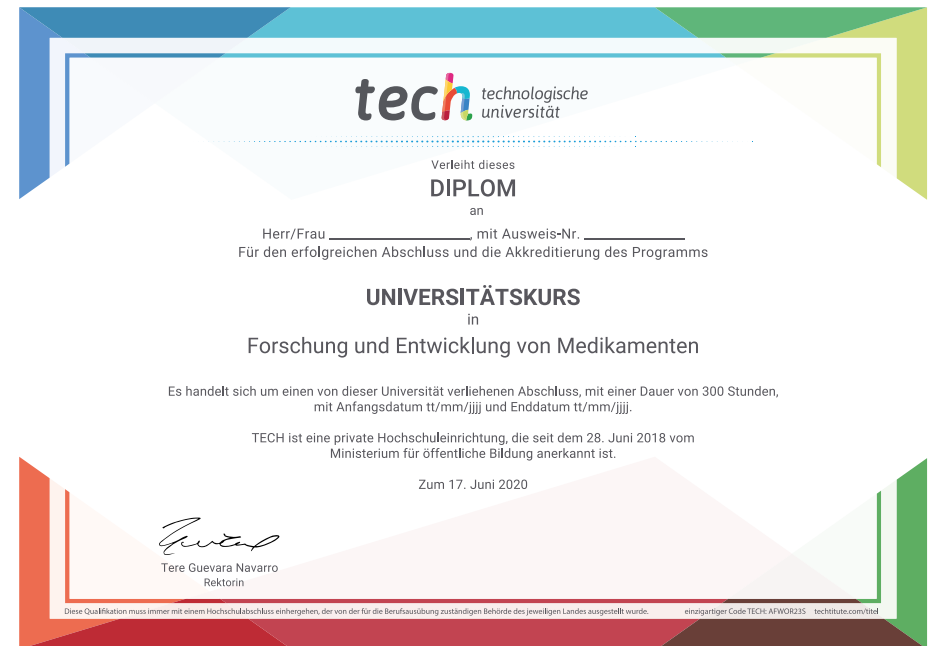 tech technologische
universität
Verleiht dieses
DIPLOM
an
Herr/Frau ____________________, mit Ausweis-Nr. ______________
Für den erfolgreichen Abschluss und die Akkreditierung des Programms
UNIVERSITÄTSKURS
in
Forschung und Entwicklung von Medikamenten
Es handelt sich um einen von dieser Universität verliehenen Abschluss, mit einer Dauer von 300 Stunden,
mit Anfangsdatum tt/mm/jjjj und Enddatum tt/mm/jjjj.
TECH ist eine private Hochschuleinrichtung, die seit dem 28. Juni 2018 vom
Ministerium für öffentliche Bildung anerkannt ist.
Zum 17. Juni 2020
Tere Guevara Navarro
Rektorin
Diese Qualifikation muss immer mit einem Hochschulabschluss einhergehen, der von der für die Berufsausübung zuständigen Behörde des jeweiligen Landes ausgestellt wurde. einzigartiger Code TECH: AFWOR23S techtitute.com/titel